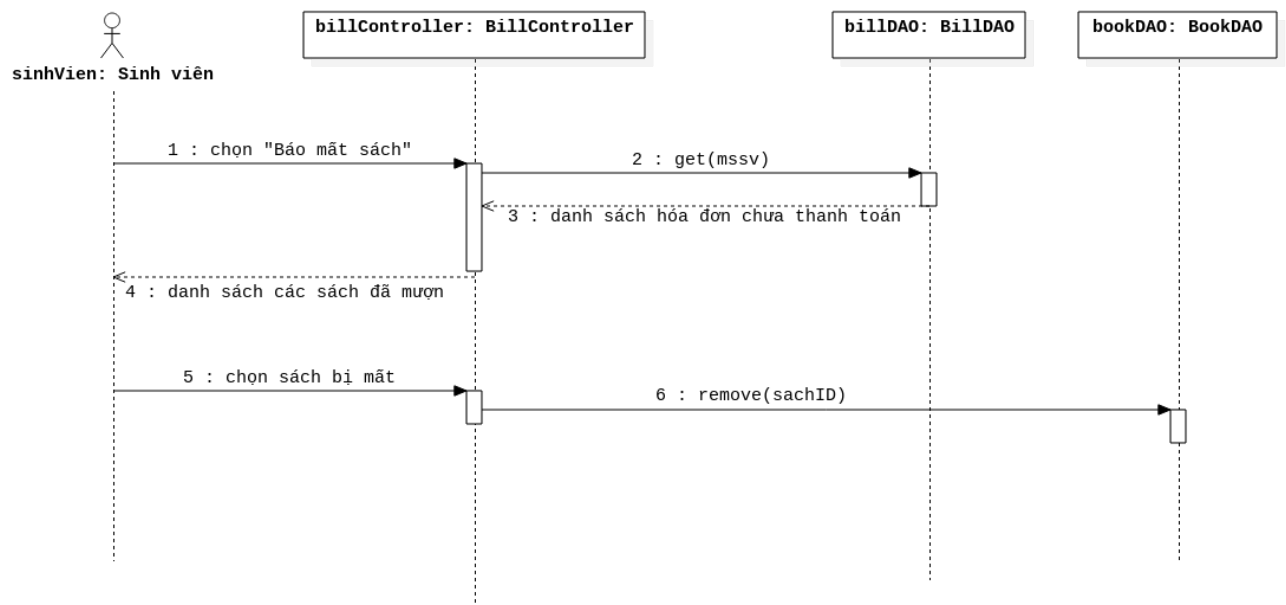 billController: BillController
billDAO: BillDAO
bookDAO: BookDAO
sinhVien: Sinh viên
1 : chọn "Báo mất sách"
2 : get(mssv)
3 : danh sách hóa đơn chưa thanh toán
4 : danh sách các sách đã mượn
5 : chọn sách bị mất
6 : remove(sachID)